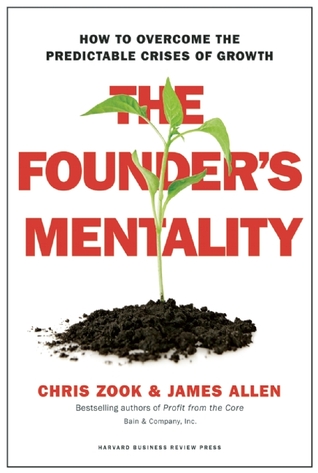 HOW TO OVERCOME THE
PREDICTABLE CRISES OF GROWTH
THE
FOUNDER'S
MENTALITY
CHRIS ZOOK & JAMES ALLEN
Bestselling authors of Profit from the Core
Bain & Company, Inc.
HARVARD BUSINESS REVIEW PRESS